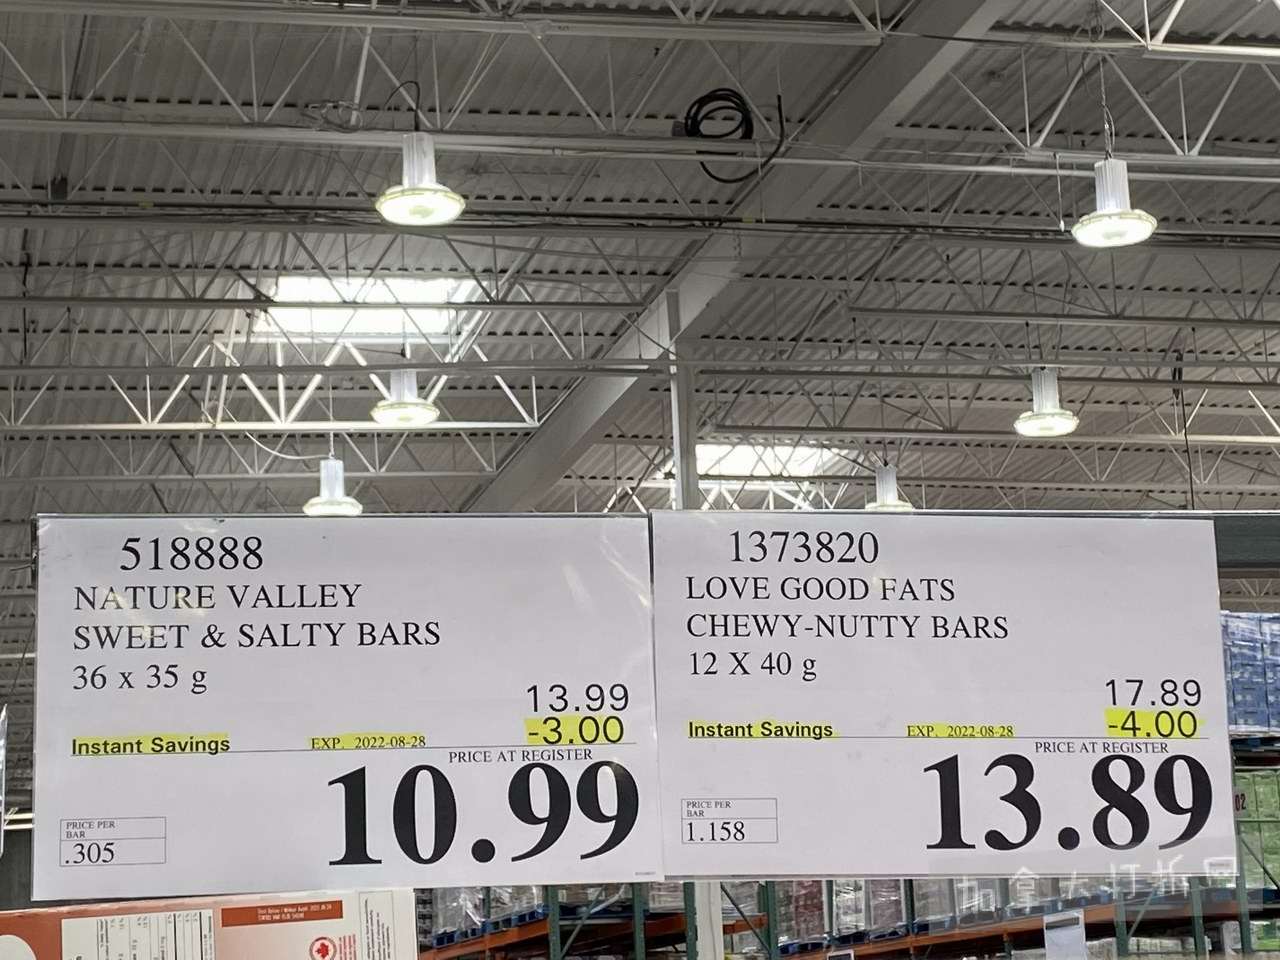 518888
NATURE VALLEY
SWEET & SALTY BARS
36 x 35 g
13.99
Instant Savings EXP. 2022-08-28 -3.00
PRICE AT REGISTER
10.99
PRICE PER
BAR
.305
1373820
LOVE GOOD FATS
CHEWY-NUTTY BARS
12 X 40 g
17.89
Instant Savings EXP. 2022-08-28 -4.00
PRICE AT REGISTER
13.89
PRICE PER
BAR
1.158
02
加拿大打折网